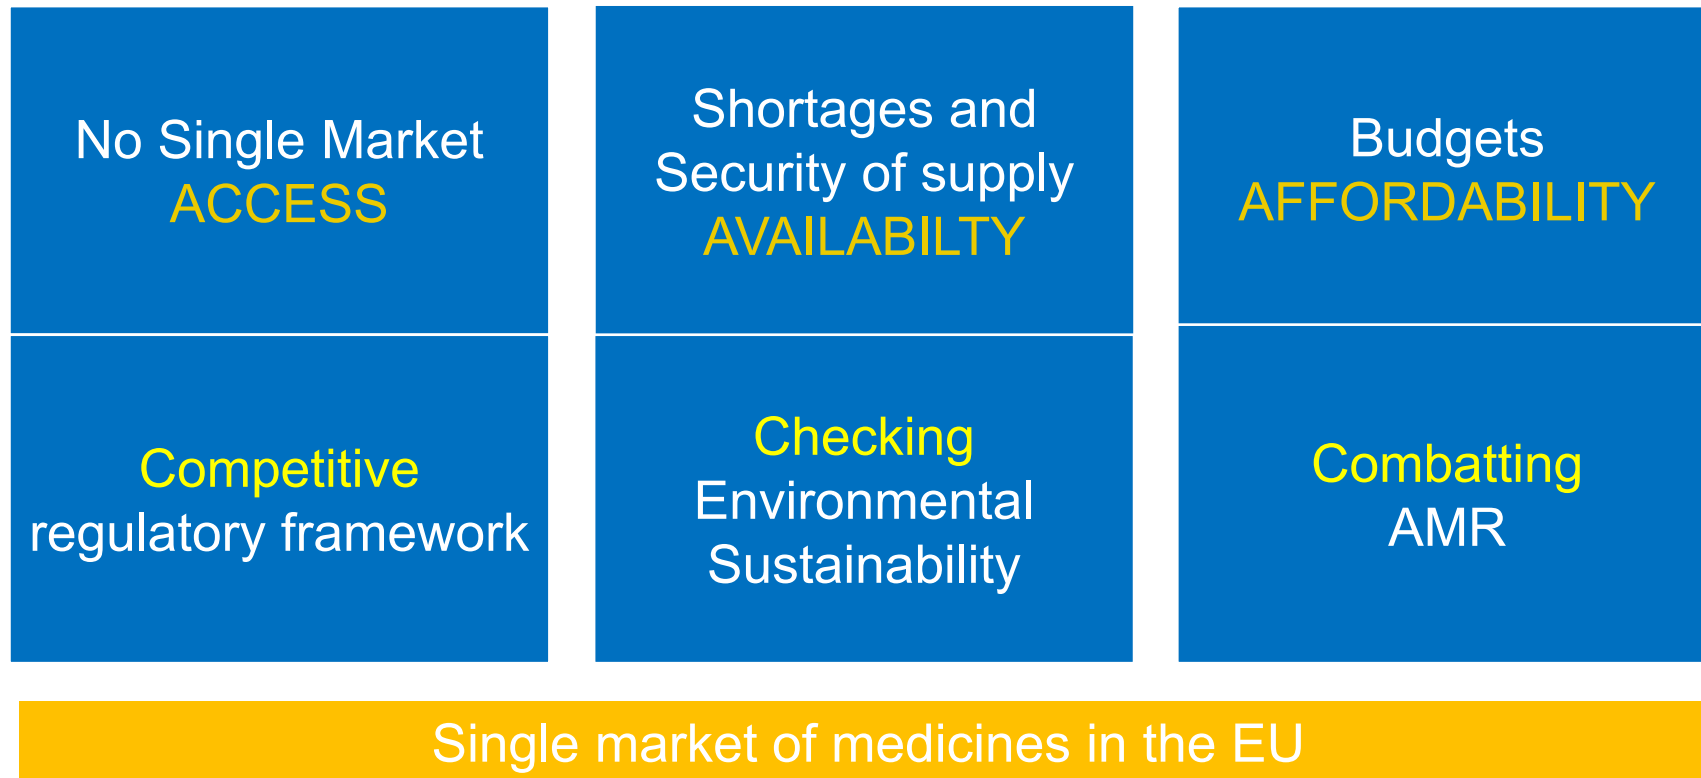 No Single Market
ACCESS
Shortages and
Security of supply
AVAILABILTY
Budgets
AFFORDABILITY
Competitive
regulatory framework
Checking
Environmental
Sustainability
Combatting
AMR
Single market of medicines in the EU